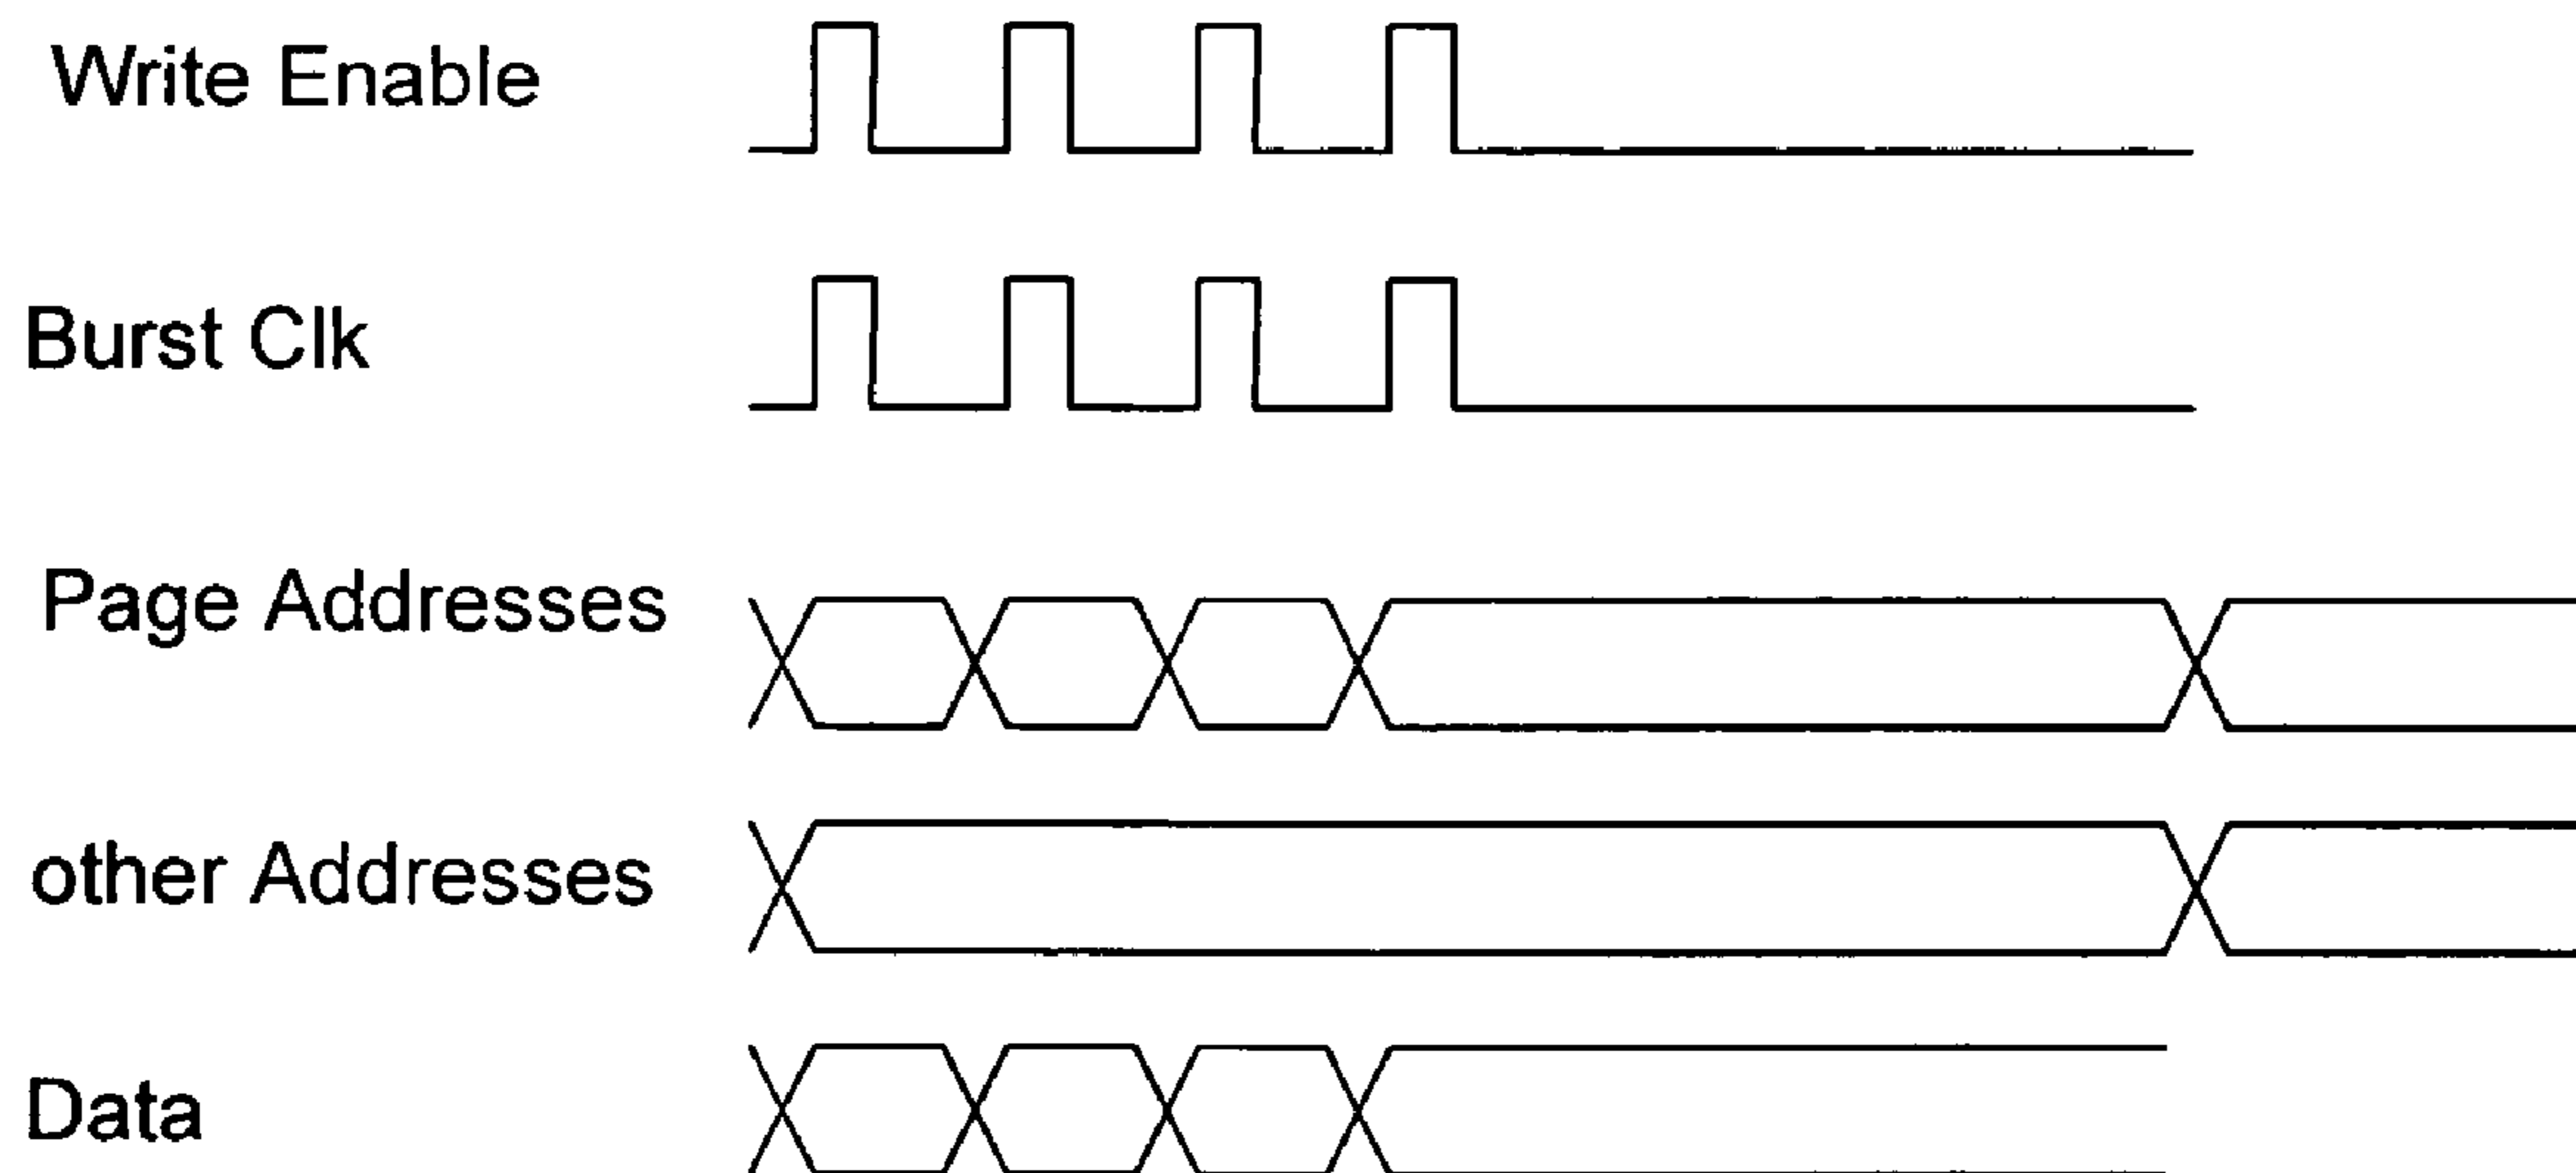 Write Enable
Burst Clk
Page Addresses
other Addresses
Data